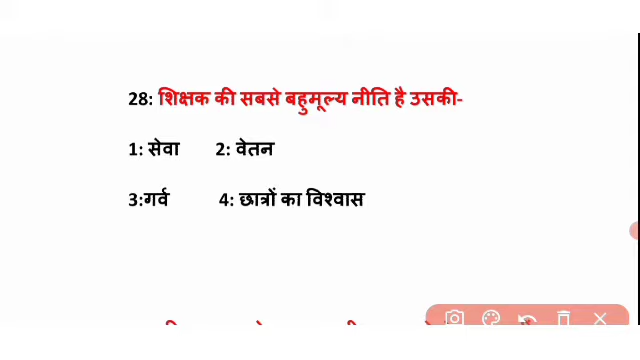 28: शिक्षक की सबसे बहुमूल्य नीति है उसकी-
1: सेवा 2: वेतन
3:गर्व 4: छात्रों का विश्वास